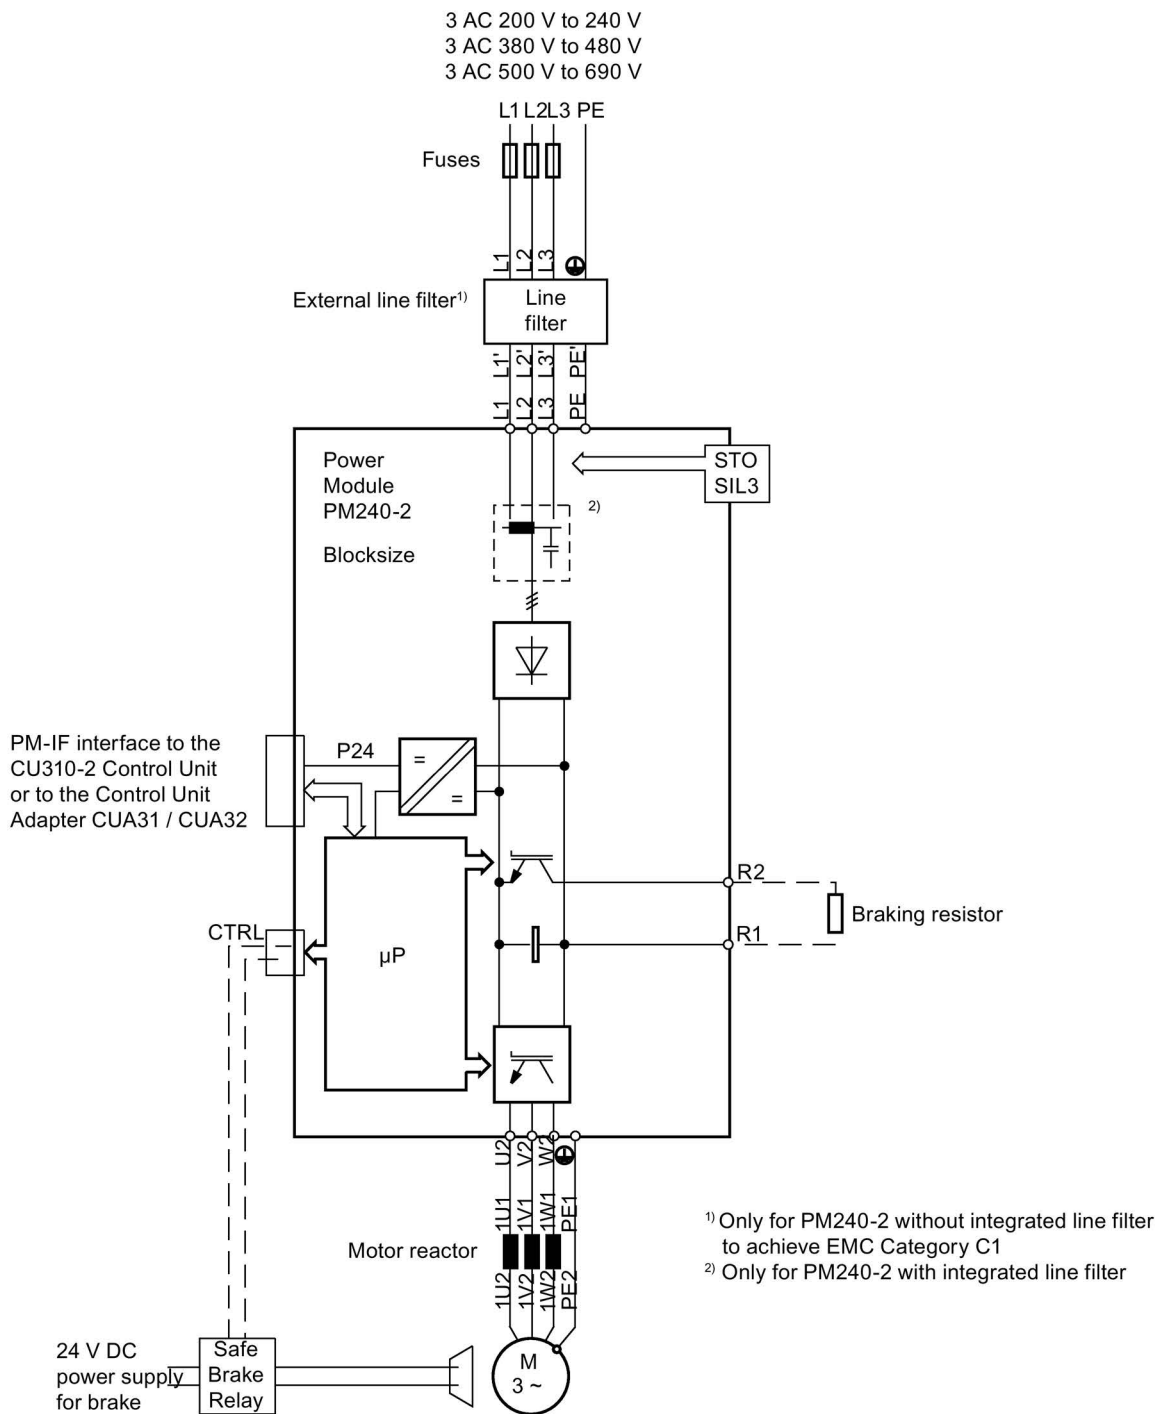 3 AC 200 V to 240 V
3 AC 380 V to 480 V
3 AC 500 V to 690 V
L1 L2 L3 PE
Fuses
L1 L2 L3
External line filter1)
Line
filter
L1' L2' L3' PE'
L1 L2 L3 PE
Power
Module
PM240-2
Blocksize
STO
SIL3
2)
PM-IF interface to the
CU310-2 Control Unit
or to the Control Unit
Adapter CUA31 / CUA32
P24
=
=
R2
Braking resistor
R1
CTRL
µP
U2 V2 W2
1U1 1V1 1W1 PE1
Motor reactor
1U2 1V2 1W2 PE2
1) Only for PM240-2 without integrated line filter
to achieve EMC Category C1
2) Only for PM240-2 with integrated line filter
24 V DC
power supply
for brake
Safe
Brake
Relay
M
3 ~